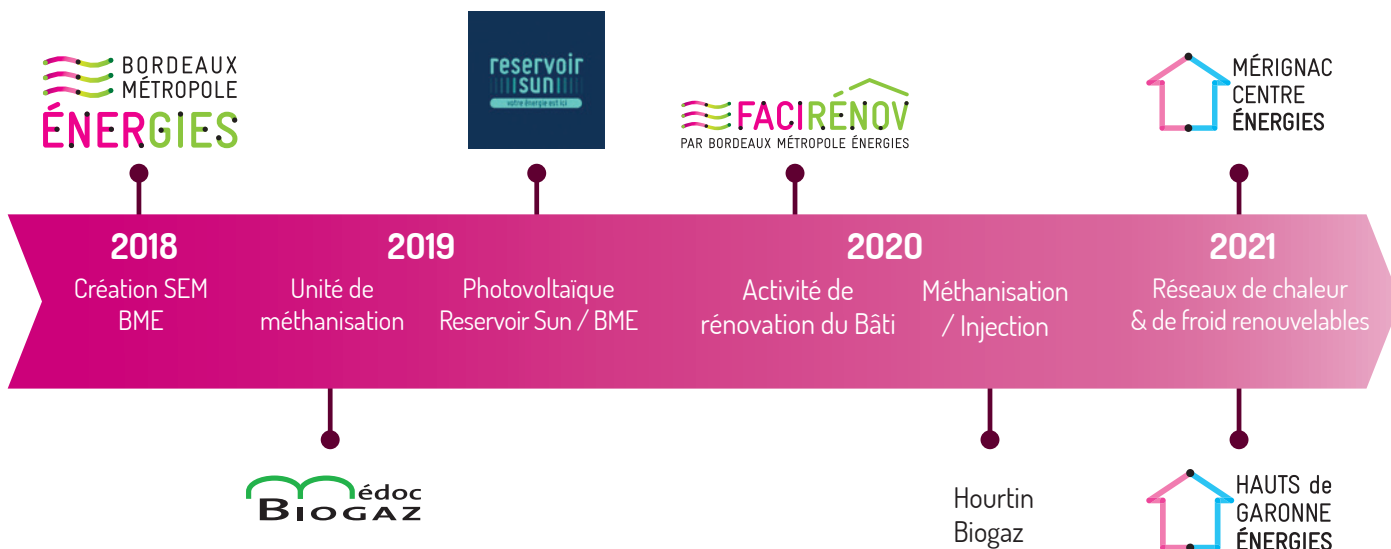 BORDEAUX
MÉTROPOLE
ÉNERGIES
reservoir
sun
votre énergie est ici
FACIRÉNOV
PAR BORDEAUX MÉTROPOLE ÉNERGIES
MÉRIGNAC
CENTRE
ÉNERGIES
2018
Création SEM
BME
2019
Unité de
méthanisation
Photovoltaïque
Reservoir Sun / BME
2020
Activité de
rénovation du Bâti
Méthanisation
/ Injection
2021
Réseaux de chaleur
& de froid renouvelables
Médoc
BIOGAZ
Hourtin
Biogaz
HAUTS de
GARONNE
ÉNERGIES